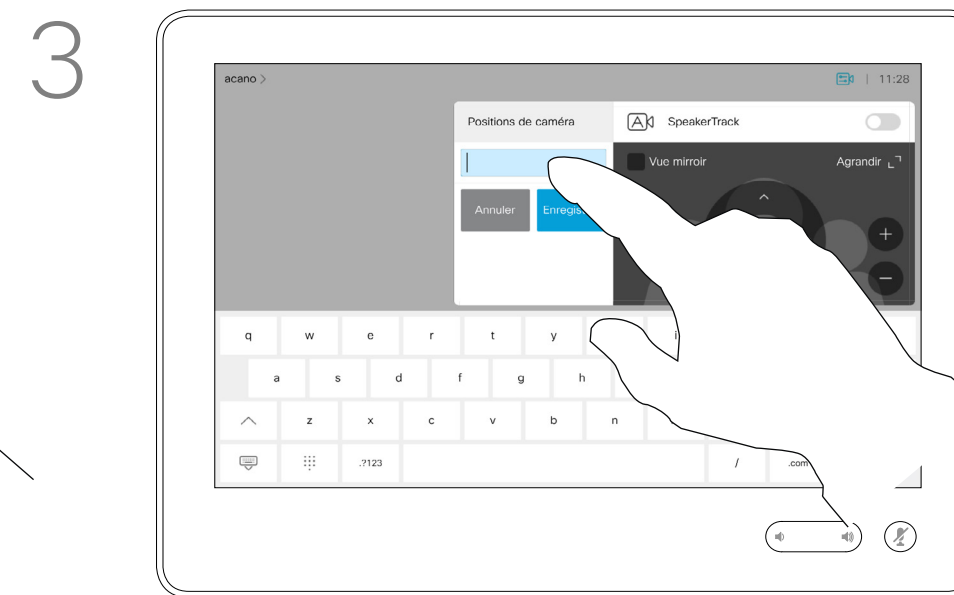 3
acano >
| 11:28
Positions de caméra
SpeakerTrack
Vue mirroir
Agrandir
Annuler
+
−
q w e r t y i
a s d f g h
z x c v b n
.?123 / .com